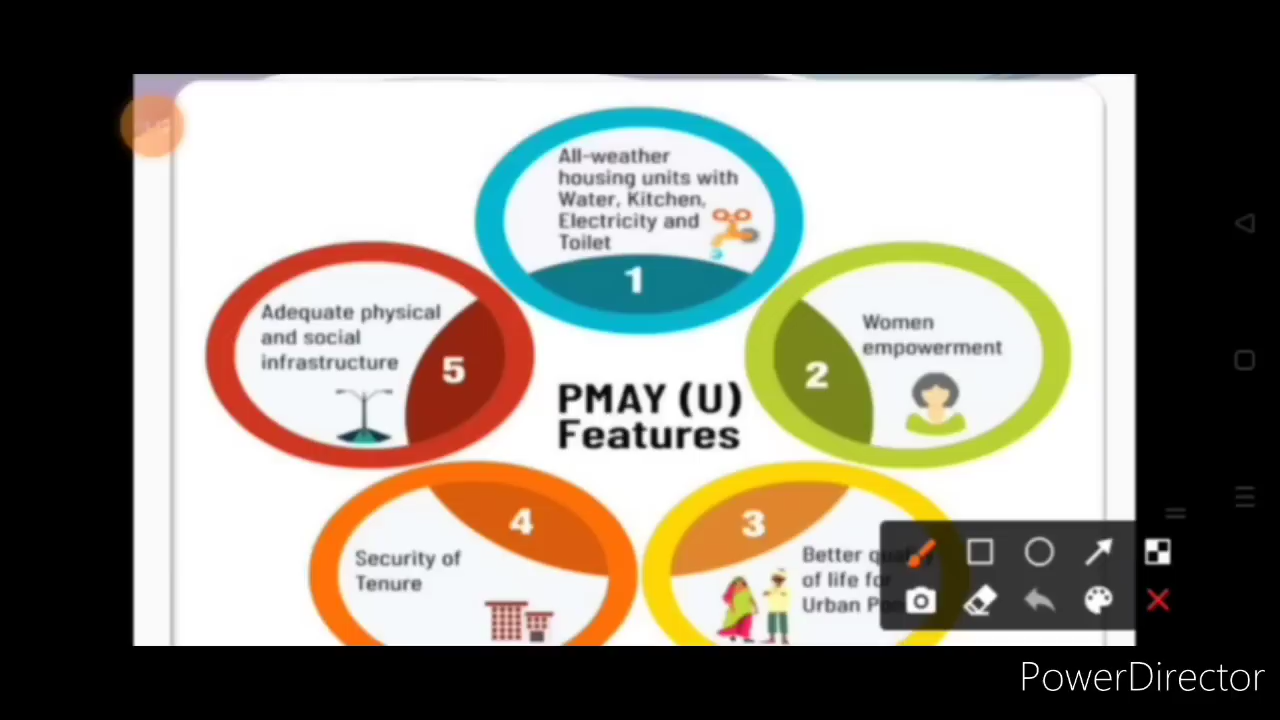 All-weather
housing units with
Water, Kitchen,
Electricity and
Toilet
1
Women
empowerment
2
Better
of life for
Urban
3
Security of
Tenure
4
Adequate physical
and social
infrastructure
5
PMAY (U)
Features
PowerDirector